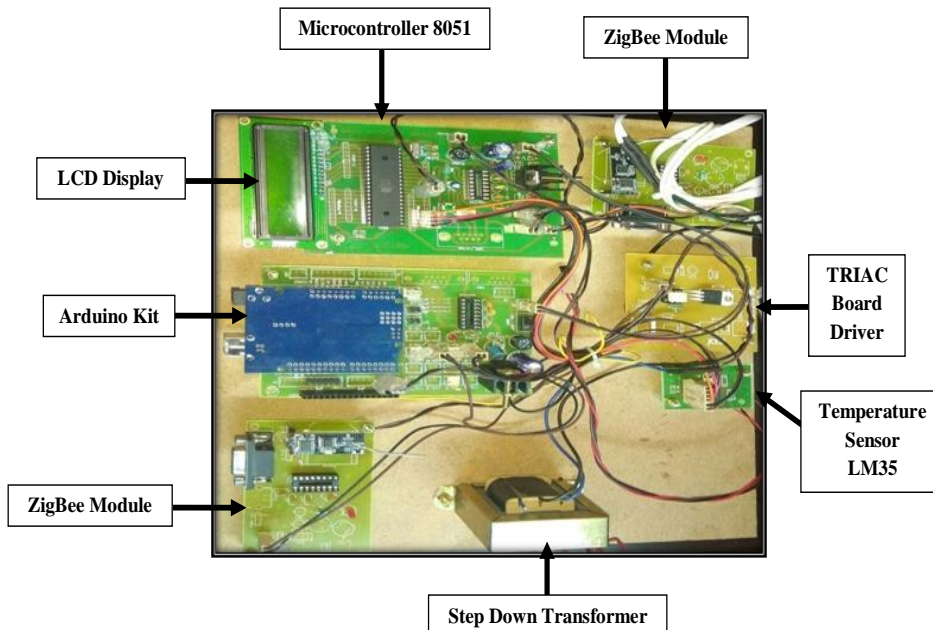 Microcontroller 8051
ZigBee Module
LCD Display
Arduino Kit
TRIAC
Board
Driver
Temperature
Sensor
LM35
ZigBee Module
Step Down Transformer